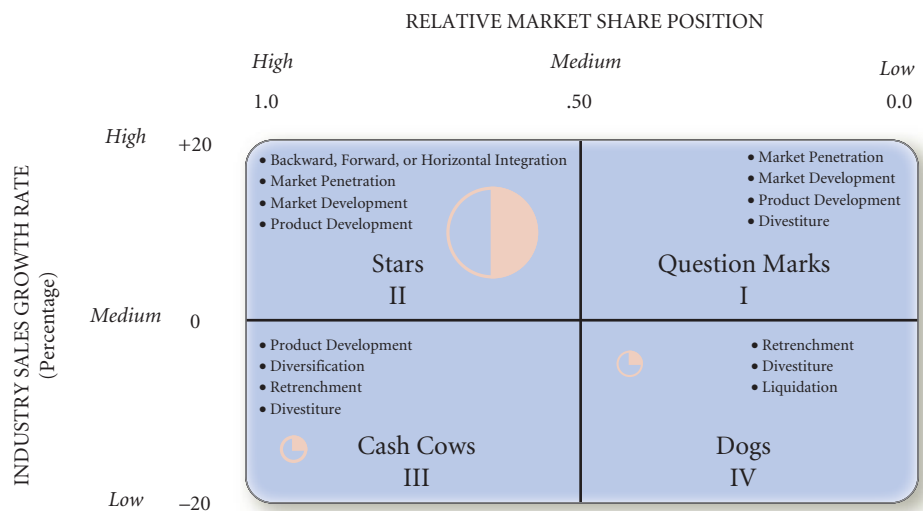 RELATIVE MARKET SHARE POSITION
High
Medium
Low
1.0
.50
0.0
INDUSTRY SALES GROWTH RATE
(Percentage)
High
+20
Medium
0
Low
–20
• Backward, Forward, or Horizontal Integration
• Market Penetration
• Market Development
• Product Development
Stars
II
• Market Penetration
• Market Development
• Product Development
• Divestiture
Question Marks
I
• Product Development
• Diversification
• Retrenchment
• Divestiture
Cash Cows
III
• Retrenchment
• Divestiture
• Liquidation
Dogs
IV